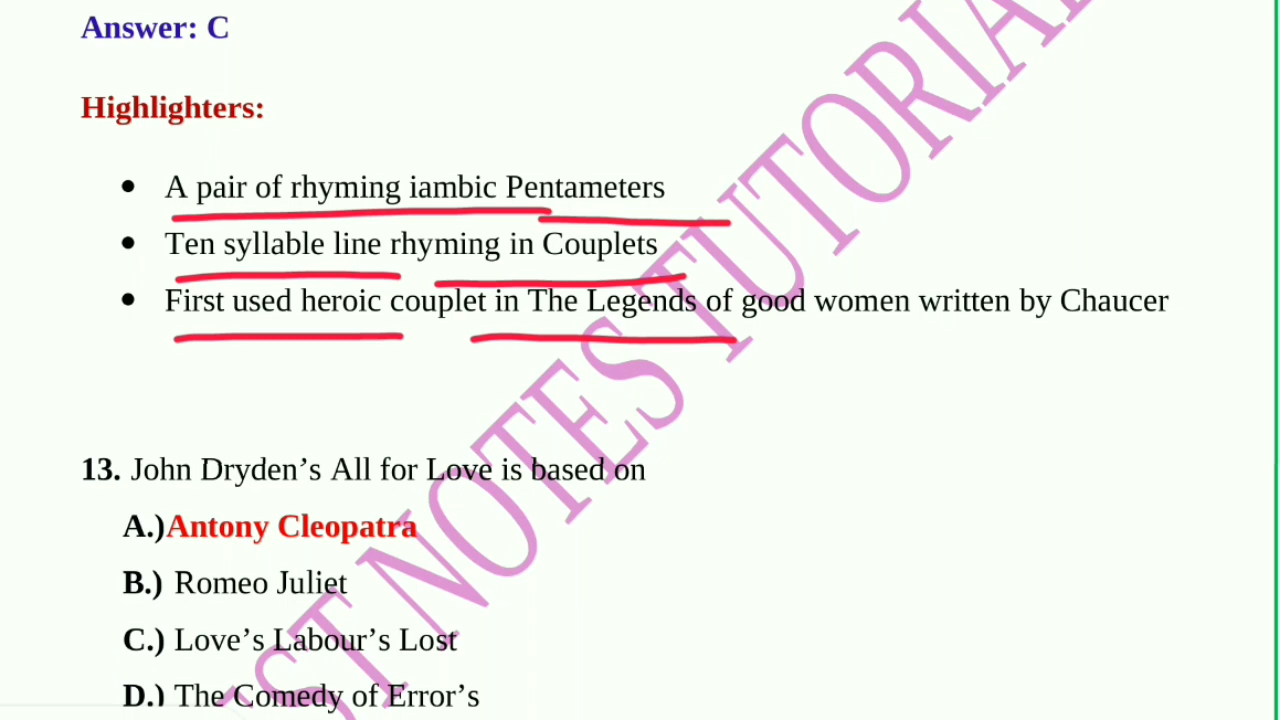 Answer: C
Highlighters:
● A pair of rhyming iambic Pentameters
● Ten syllable line rhyming in Couplets
● First used heroic couplet in The Legends of good women written by Chaucer
13. John Dryden’s All for Love is based on
A.)Antony Cleopatra
B.) Romeo Juliet
C.) Love’s Labour’s Lost
D.) The Comedy of Error’s
NOTES